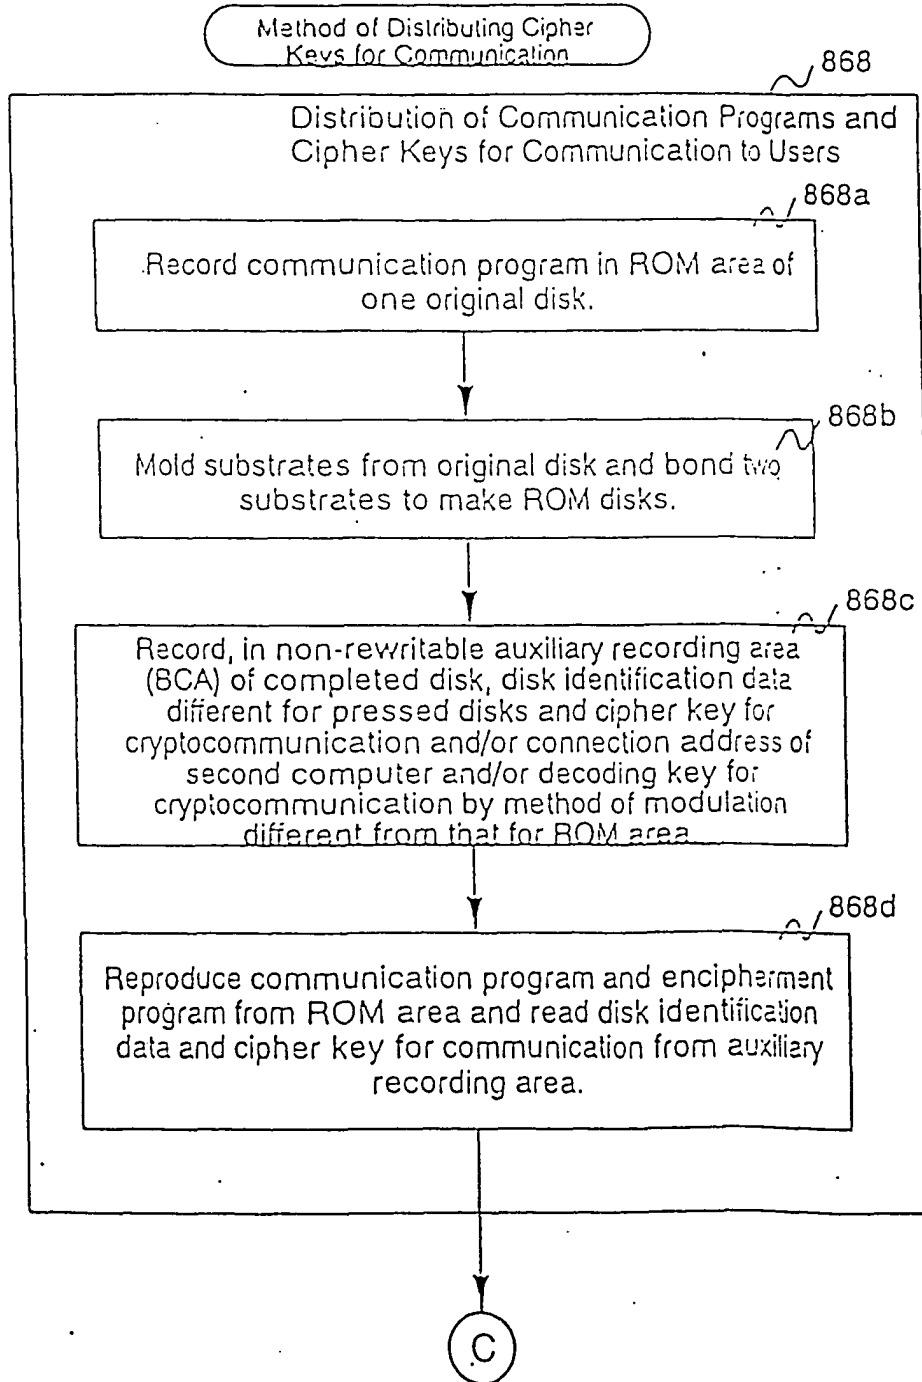 Method of Distributing Cipher
Keys for Communication
868
Distribution of Communication Programs and
Cipher Keys for Communication to Users
868a
Record communication program in ROM area of
one original disk.
868b
Mold substrates from original disk and bond two
substrates to make ROM disks.
868c
Record, in non-rewritable auxiliary recording area
(BCA) of completed disk, disk identification data
different for pressed disks and cipher key for
cryptocommunication and/or connection address of
second computer and/or decoding key for
cryptocommunication by method of modulation
different from that for ROM area
868d
Reproduce communication program and encipherment
program from ROM area and read disk identification
data and cipher key for communication from auxiliary
recording area.
C